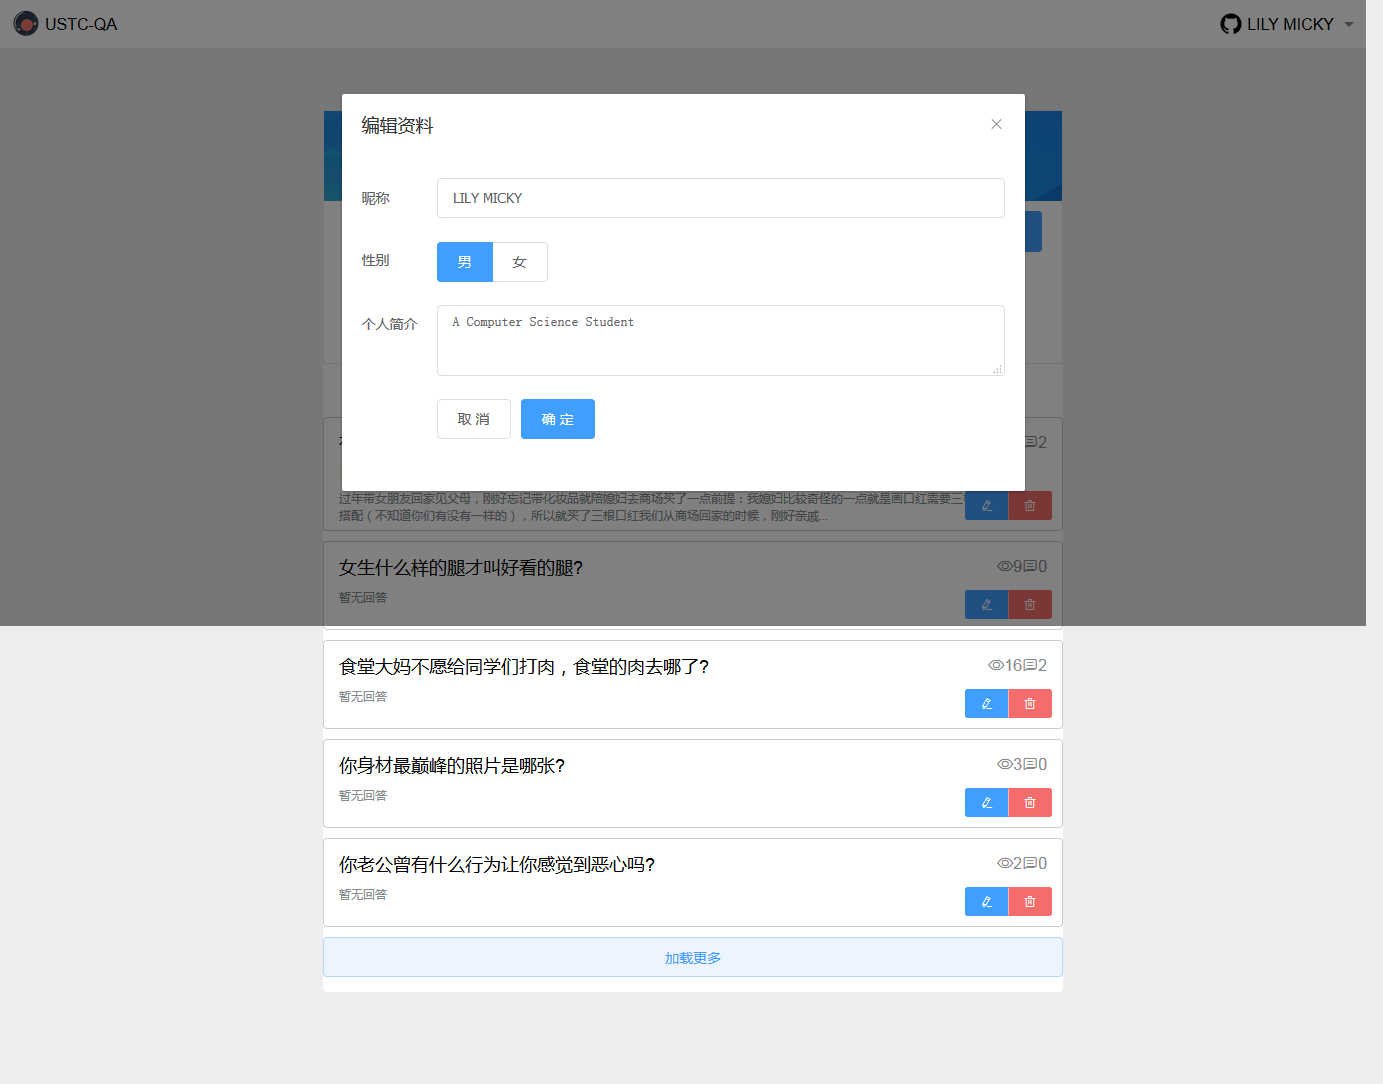 USTC-QA
LILY MICKY
编辑资料
昵称
LILY MICKY
性别
男
女
个人简介
A Computer Science Student
取 消
确 定
2
过年带女朋友回家见父母，刚好忘记带化妆品就陪媳妇去商场买了一点前提：我媳妇比较奇怪的一点就是画口红需要三
搭配（不知道你们有没有一样的），所以就买了三根口红我们从商场回家的时候，刚好亲戚...
女生什么样的腿才叫好看的腿?
9
0
暂无回答
食堂大妈不愿给同学们打肉，食堂的肉去哪了?
16
2
暂无回答
你身材最巅峰的照片是哪张?
3
0
暂无回答
你老公曾有什么行为让你感觉到恶心吗?
2
0
暂无回答
加载更多